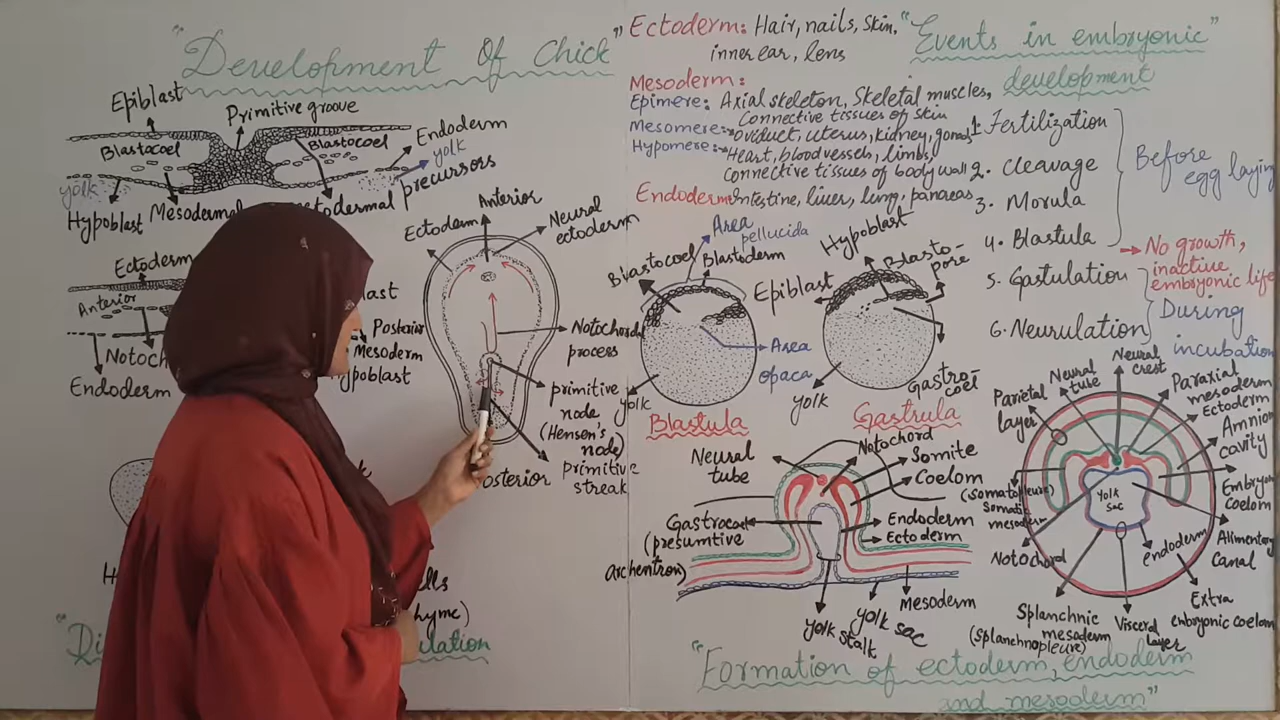 "Development Of Chick"
Epiblast
Primitive groove
Blastocoel
Blastocoel
Endoderm
yolk
precursors
yolk
Hypoblast
Mesodermal
Ectoderm
Anterior
Endoderm
Posterior
Mesoderm
Hypoblast
Anterior
Ectoderm
Neural
ectoderm
Notochord
process
primitive
node
(Hensen's
node)
primitive
streak
Ectoderm: Hair, nails, skin,
inner ear, lens
Mesoderm:
Epimere: Axial skeleton, Skeletal muscles,
Connective tissues of skin
Mesomere: oviduct, uterus, kidney, gonad
Hypomere: Heart, blood vessels, limbs,
Connective tissues of body wall
Endoderm: Intestine, liver, lung, pancreas
"Events in embryonic"
development
1. Fertilization
2. Cleavage
3. Morula
4. Blastula
Before
egg laying
No growth,
inactive
embryonic life
5. Gastulation
6. Neurulation
During
incubation
Area
pellucida
Blastocoel
Blastoderm
Area
opaca
yolk
Blastula
Hypoblast
Blasto-
pore
Epiblast
yolk
Gastro-
coel
Gastrula
Neural
tube
Notochord
Somite
Coelom
Gastrocoel
(presumtive
Archentron)
Endoderm
Ectoderm
Mesoderm
yolk sac
yolk stalk
Parietal
layer
Neural
tube
Neural
crest
Paraxial
mesoderm
Ectoderm
Amnion
cavity
Embryonic
Coelom
Alimentary
Canal
Extra
embryonic coelom
endoderm
Visceral
layer
Splanchnic
mesoderm
(splanchnopleure)
Notochord
(somatopleure)
Somatic
mesoderm
yolk
sac
"Formation of ectoderm, endoderm
and mesoderm"